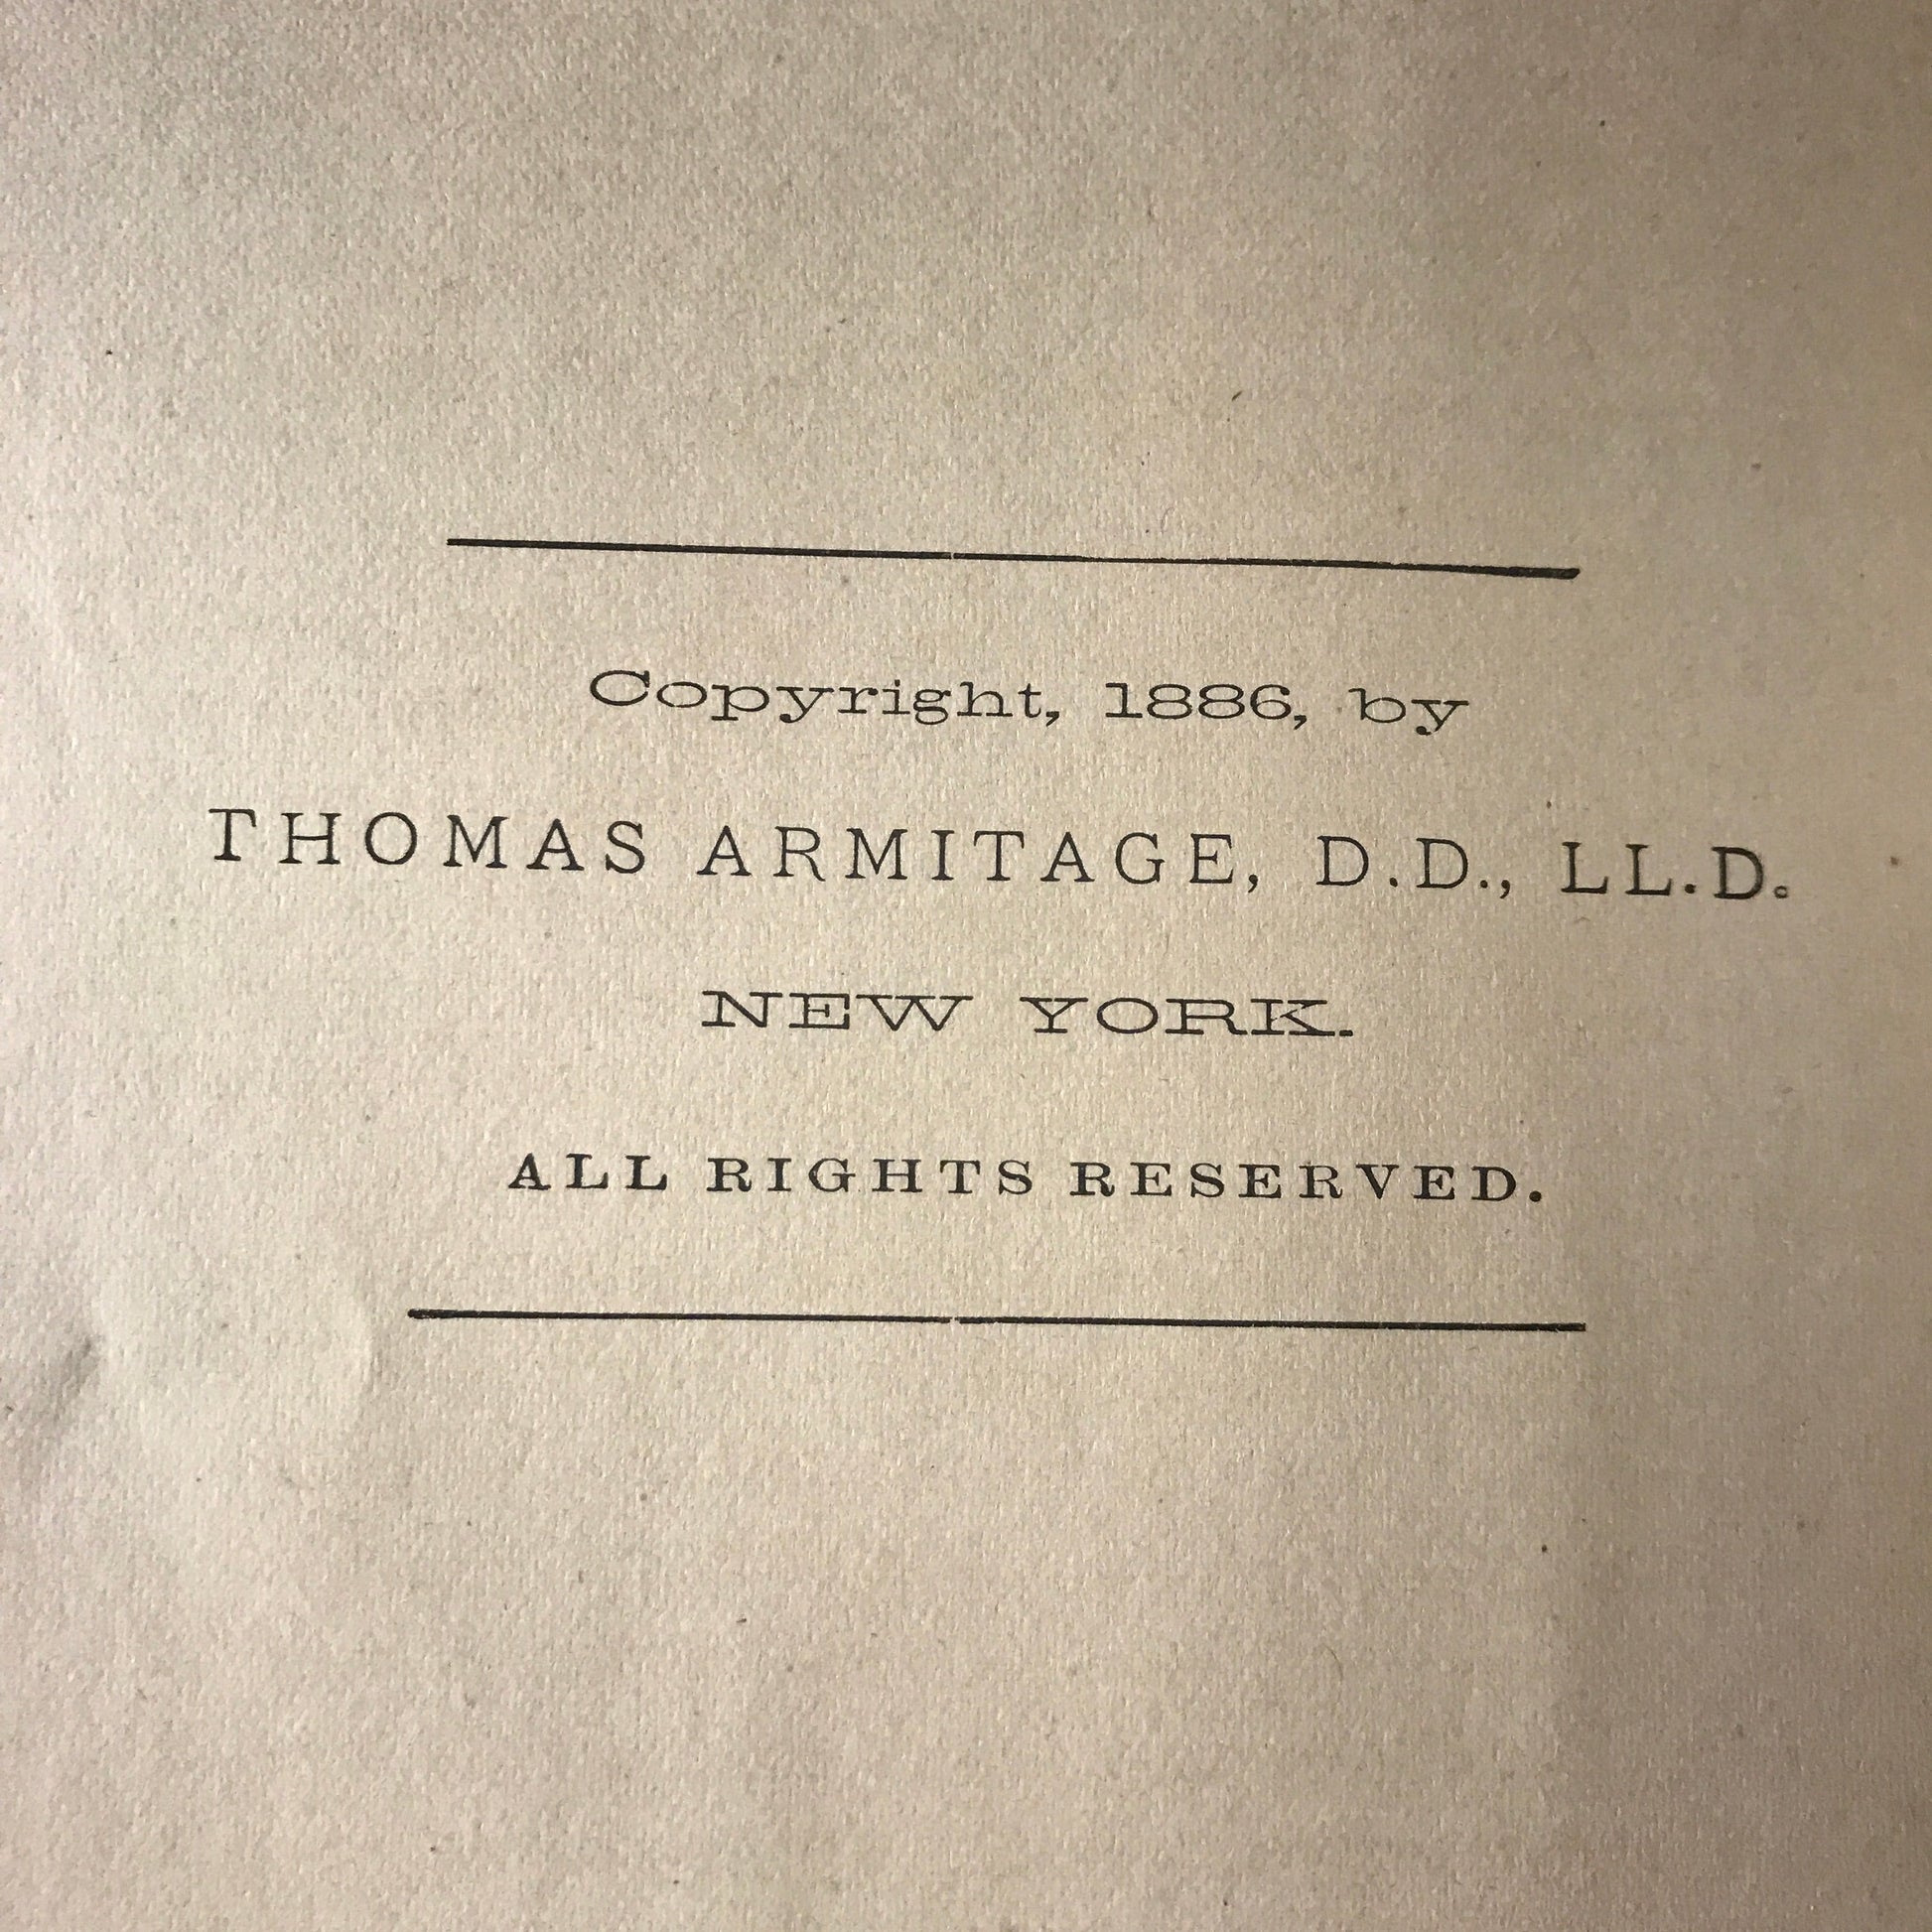 Copyright, 1886, by
THOMAS ARMITAGE, D.D., LL.D.
NEW YORK.
ALL RIGHTS RESERVED.